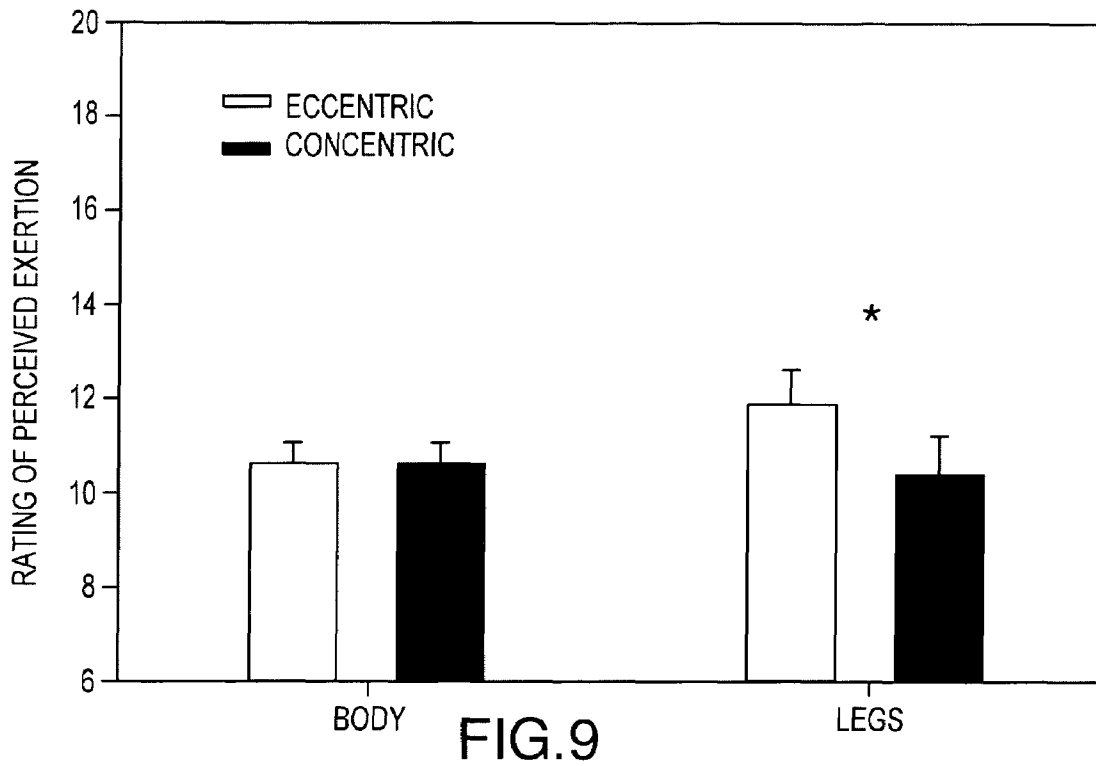 20
18
16
14
12
10
8
6
RATING OF PERCEIVED EXERTION
ECCENTRIC
CONCENTRIC
*
BODY
LEGS
FIG.9